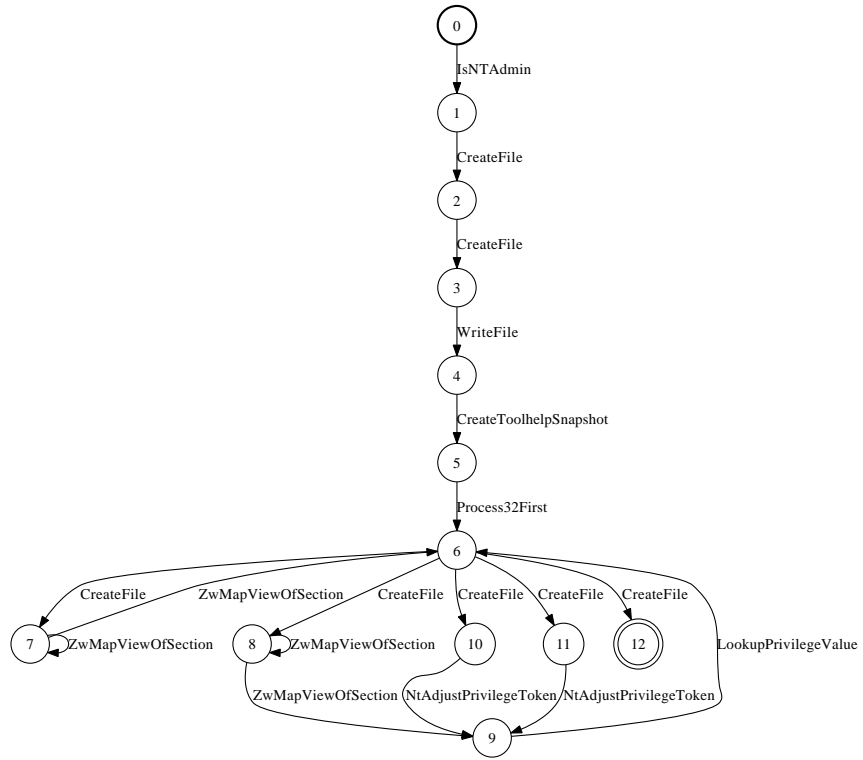 0
IsNTAdmin
1
CreateFile
2
CreateFile
3
WriteFile
4
CreateToolhelpSnapshot
5
Process32First
6
CreateFile ZwMapViewOfSection CreateFile CreateFile CreateFile CreateFile
7 ZwMapViewOfSection 8 ZwMapViewOfSection 10 11 12 LookupPrivilegeValue
ZwMapViewOfSection NtAdjustPrivilegeToken NtAdjustPrivilegeToken
9